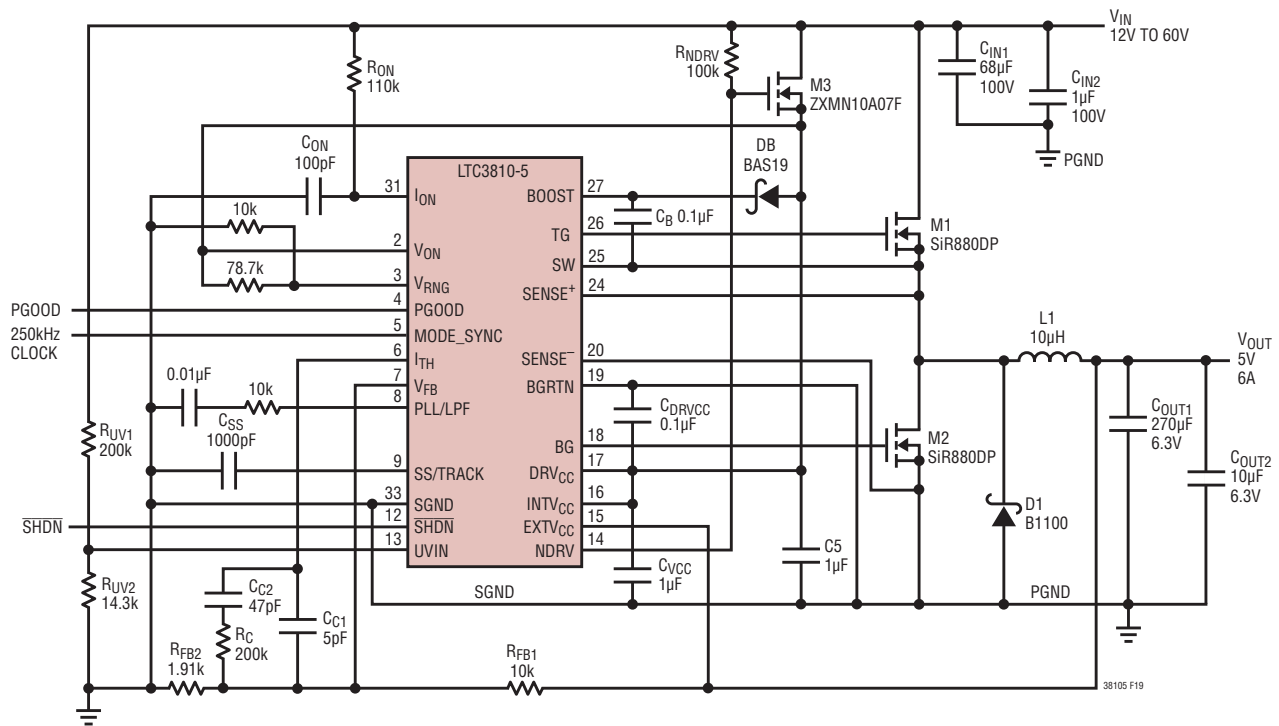 VIN
12V TO 60V
RON
110k
RNDRV
100k
M3
ZXMN10A07F
CIN1
68µF
100V
CIN2
1µF
100V
PGND
CON
100pF
LTC3810-5
DB
BAS19
31
ION
BOOST
27
CB 0.1µF
10k
TG
26
M1
SiR880DP
2
VON
SW
25
78.7k
3
VRNG
SENSE+
24
PGOOD
4
PGOOD
250kHz
CLOCK
5
MODE_SYNC
L1
10µH
VOUT
5V
6A
6
ITH
SENSE–
20
7
VFB
BGRTN
19
0.01µF
10k
8
PLL/LPF
CDRVCC
0.1µF
COUT1
270µF
6.3V
RUV1
200k
CSS
1000pF
BG
18
M2
SiR880DP
COUT2
10µF
6.3V
9
SS/TRACK
DRVCC
17
33
SGND
INTVCC
16
D1
B1100
SHDN
12
SHDN
EXTVCC
15
13
UVIN
NDRV
14
C5
1µF
RUV2
14.3k
CC2
47pF
SGND
CVCC
1µF
PGND
CC1
5pF
RC
200k
RFB2
1.91k
RFB1
10k
38105 F19